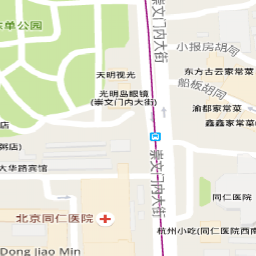 东单公园
崇文门内大街
小报房胡同
天明视光
东方古云家常菜
船板胡同
光明岛眼镜
(崇文门内大街)
渝都家常菜
鑫鑫家常菜
店
粥店)
崇文门内大街
大华路宾馆
同仁医院
北京同仁医院
杭州小吃(同仁医院西南
Dong Jiao Min